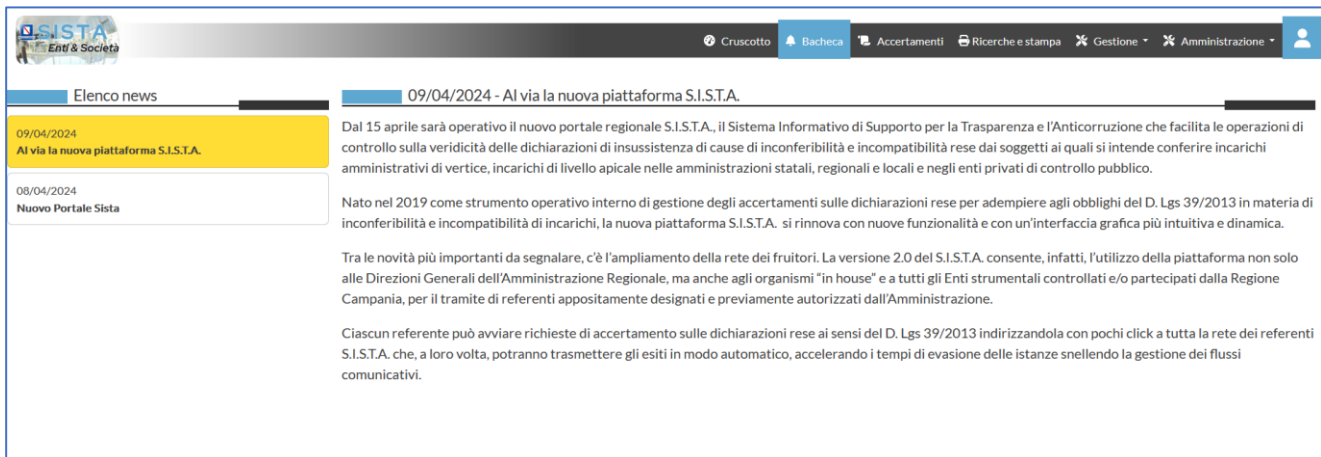 SISTA
Enti & Società
Cruscotto Bacheca Accertamenti Ricerche e stampa Gestione Amministrazione
Elenco news
09/04/2024
Al via la nuova piattaforma S.I.S.T.A.
08/04/2024
Nuovo Portale Sista
09/04/2024 - Al via la nuova piattaforma S.I.S.T.A.
Dal 15 aprile sarà operativo il nuovo portale regionale S.I.S.T.A., il Sistema Informativo di Supporto per la Trasparenza e l'Anticorruzione che facilita le operazioni di
controllo sulla veridicità delle dichiarazioni di insussistenza di cause di inconferibilità e incompatibilità rese dai soggetti ai quali si intende conferire incarichi
amministrativi di vertice, incarichi di livello apicale nelle amministrazioni statali, regionali e locali e negli enti privati di controllo pubblico.
Nato nel 2019 come strumento operativo interno di gestione degli accertamenti sulle dichiarazioni rese per adempiere agli obblighi del D. Lgs 39/2013 in materia di
inconferibilità e incompatibilità di incarichi, la nuova piattaforma S.I.S.T.A. si rinnova con nuove funzionalità e con un'interfaccia grafica più intuitiva e dinamica.
Tra le novità più importanti da segnalare, c'è l'ampliamento della rete dei fruitori. La versione 2.0 del S.I.S.T.A. consente, infatti, l'utilizzo della piattaforma non solo
alle Direzioni Generali dell'Amministrazione Regionale, ma anche agli organismi "in house" e a tutti gli Enti strumentali controllati e/o partecipati dalla Regione
Campania, per il tramite di referenti appositamente designati e previamente autorizzati dall'Amministrazione.
Ciascun referente può avviare richieste di accertamento sulle dichiarazioni rese ai sensi del D. Lgs 39/2013 indirizzandola con pochi click a tutta la rete dei referenti
S.I.S.T.A. che, a loro volta, potranno trasmettere gli esiti in modo automatico, accelerando i tempi di evasione delle istanze snellendo la gestione dei flussi
comunicativi.